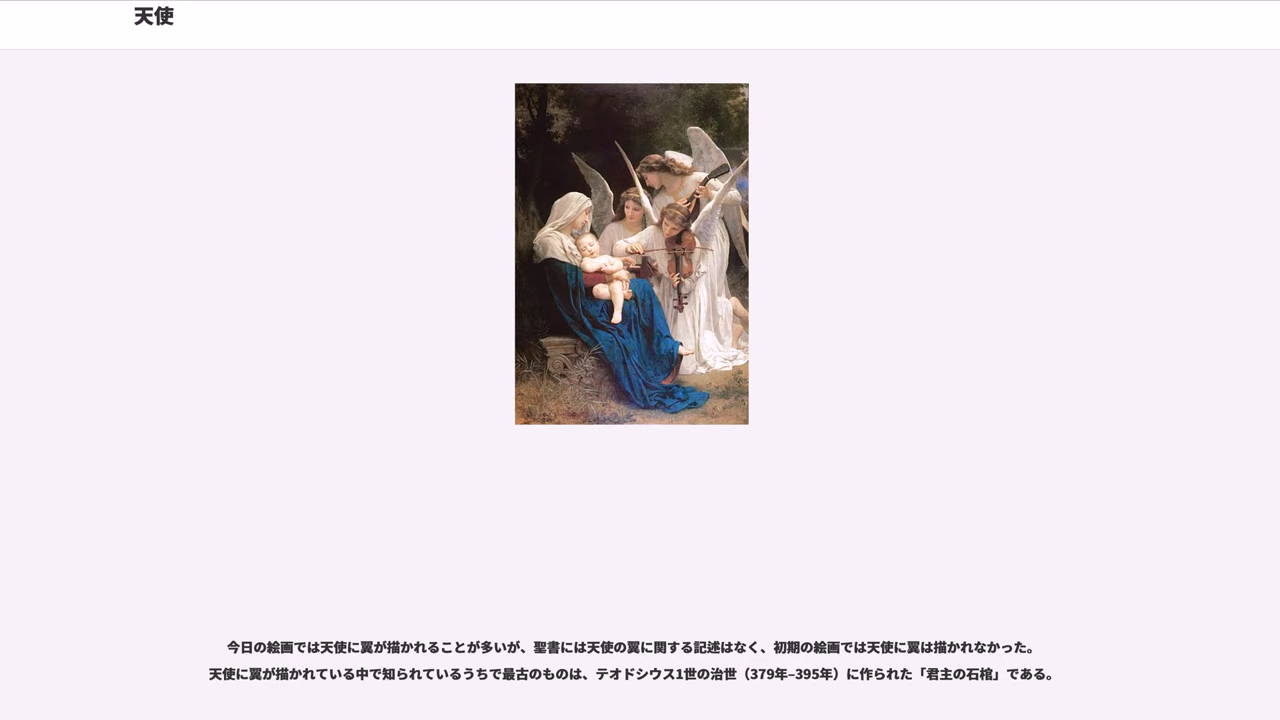 天使
今日の絵画では天使に翼が描かれることが多いが、聖書には天使の翼に関する記述はなく、初期の絵画では天使に翼は描かれなかった。
天使に翼が描かれている中で知られているうちで最古のものは、テオドシウス1世の治世（379年–395年）に作られた「君主の石棺」である。